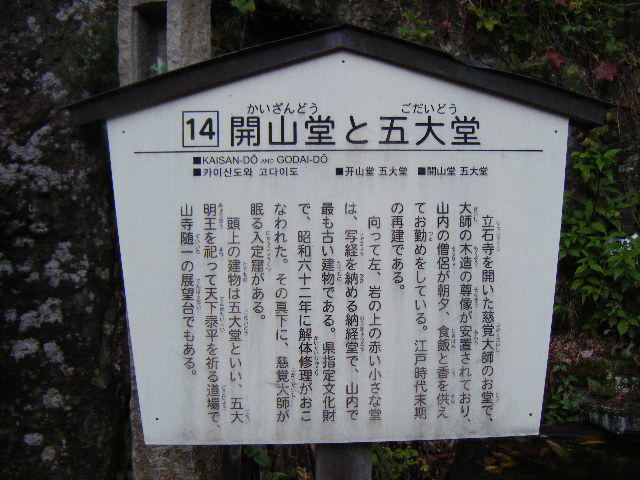 14 開山堂と五大堂
かいざんどう ごだいどう
■KAISAN-DŌ AND GODAI-DŌ
■카이신도와 고다이도 ■开山堂 五大堂 ■開山堂 五大堂
立石寺を開いた慈覚大師のお堂で、
大師の木造の尊像が安置されており、
山内の僧侶が朝夕、食飯と香を供え
てお勤めをしている。江戸時代末期
の再建である。
向って左、岩の上の赤い小さな堂
は、写経を納める納経堂で、山内で
最も古い建物である。県指定文化財
で、昭和六十二年に解体修理がおこ
なわれた。その真下に、慈覚大師が
眠る入定窟がある。
頭上の建物は五大堂といい、五大
明王を祀って天下泰平を祈る道場で、
山寺随一の展望台でもある。